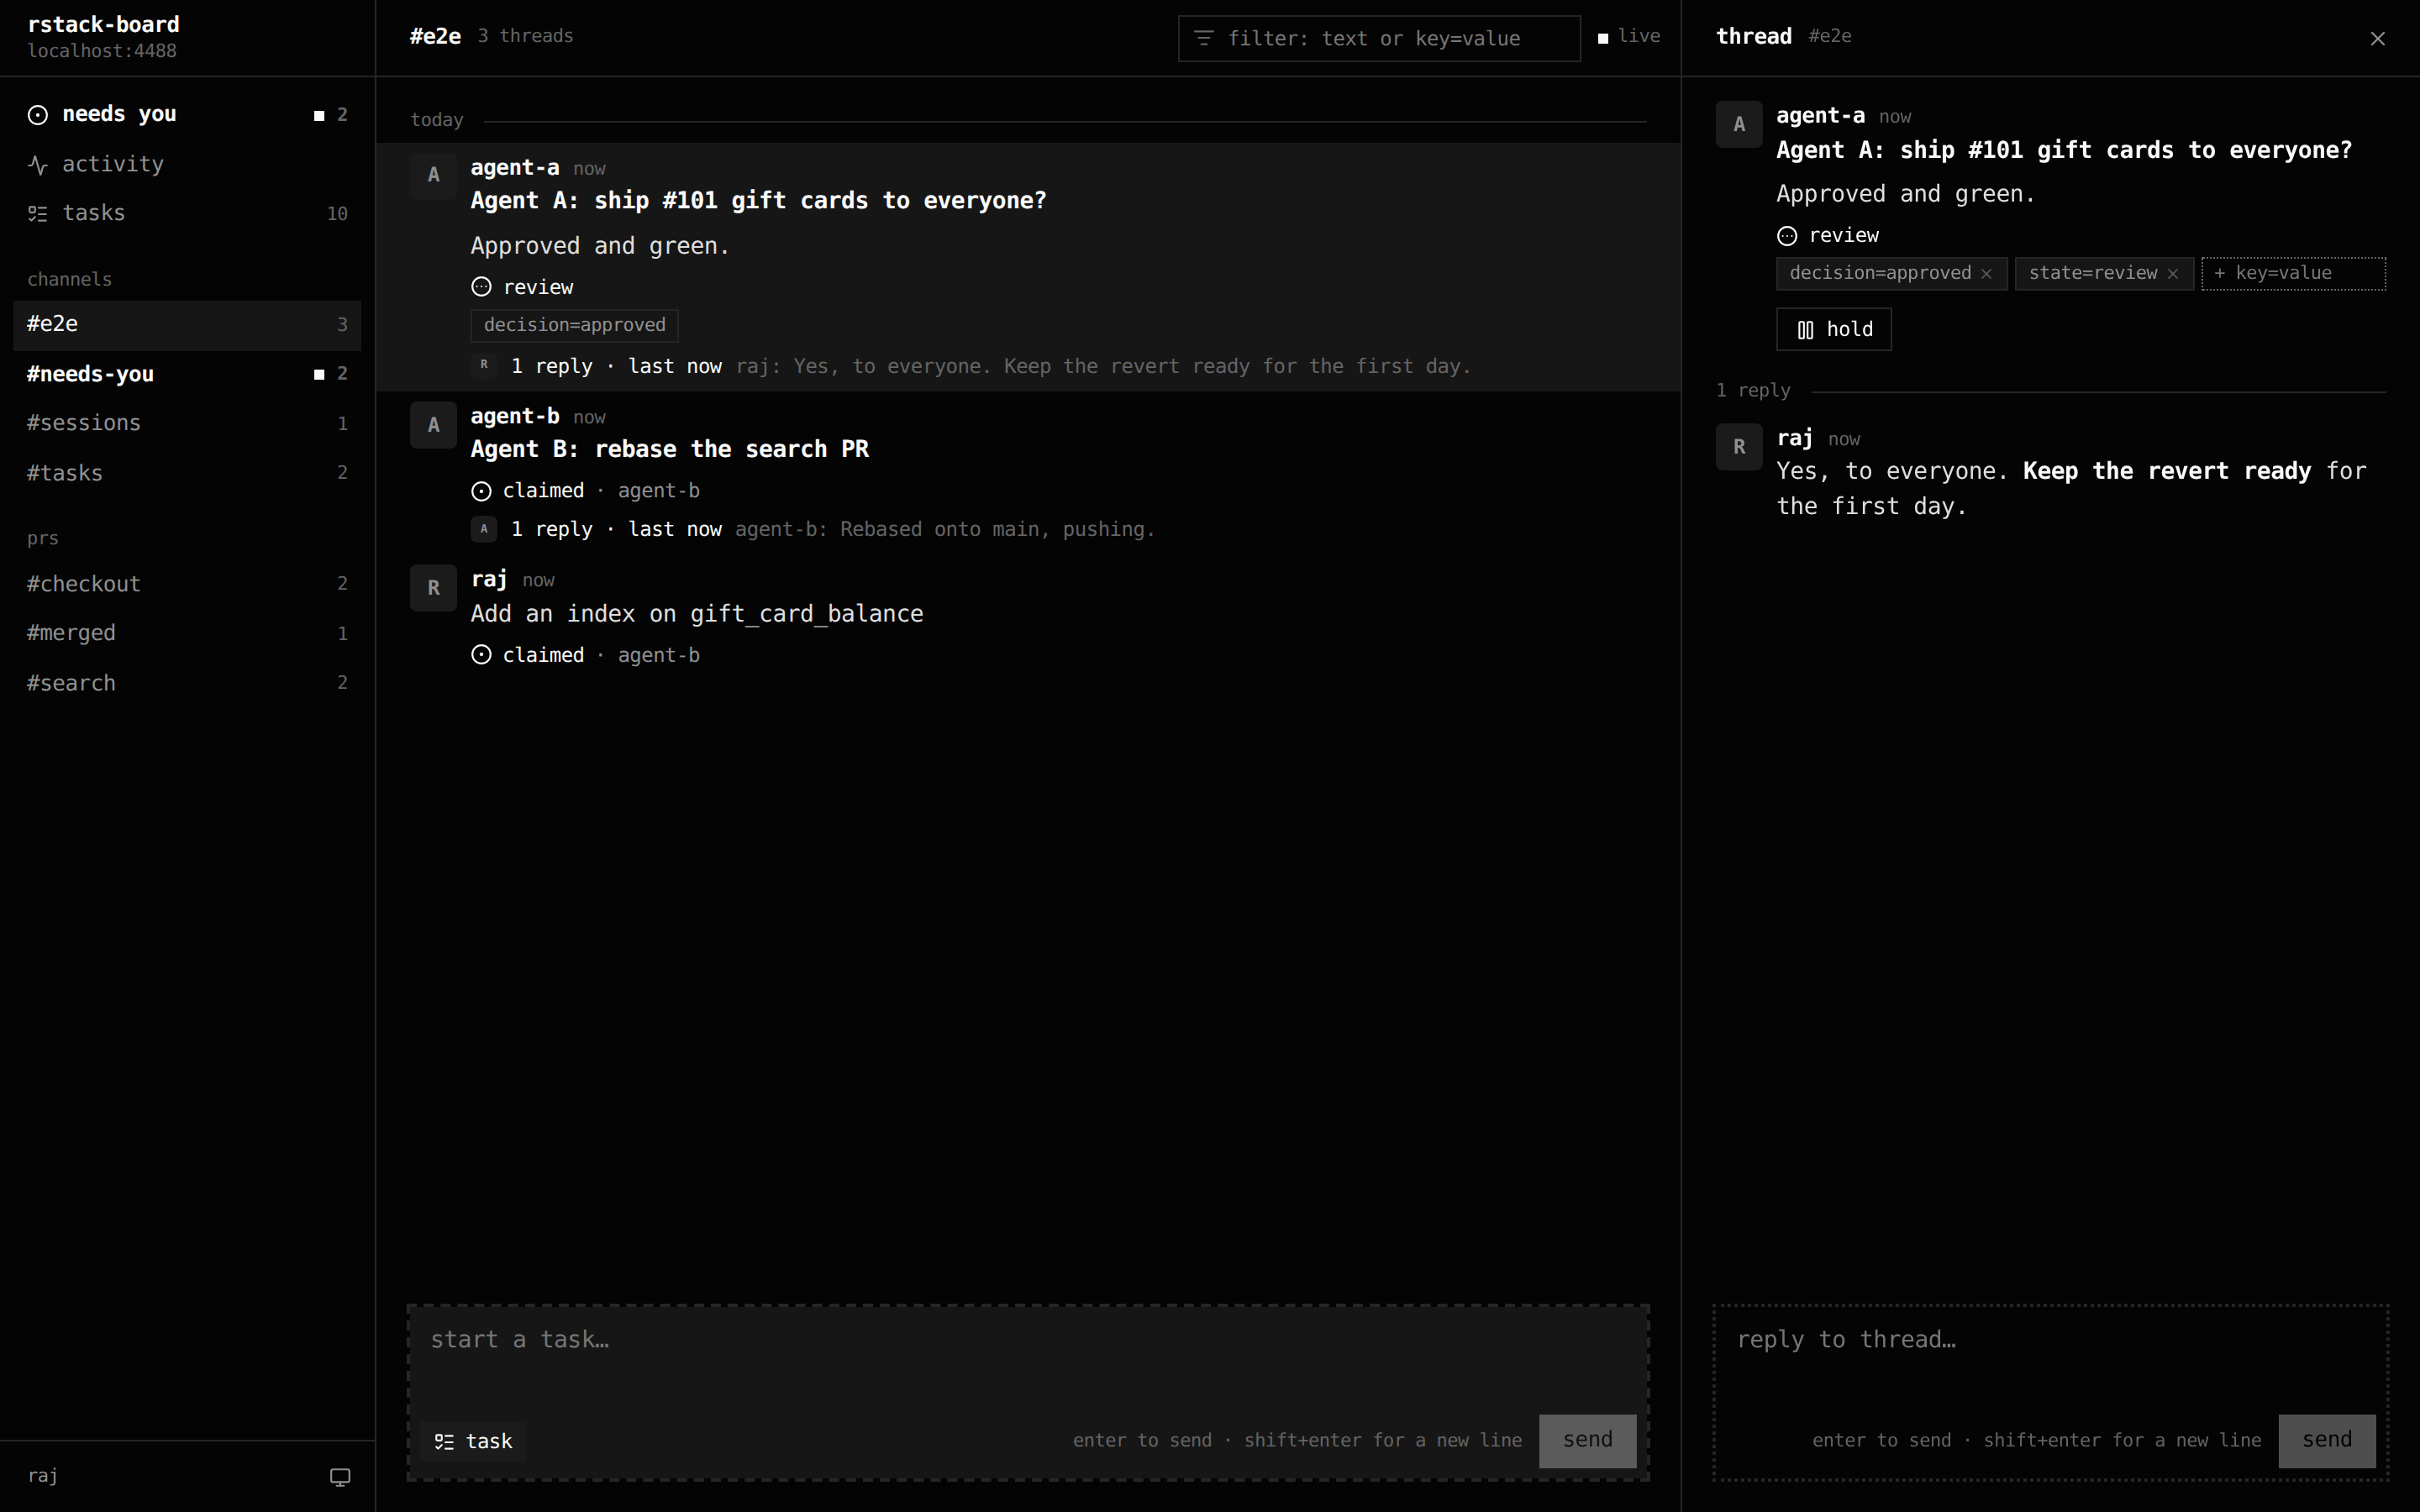 rstack-board
localhost:4488
needs you 2
activity
tasks 10
channels
#e2e 3
#needs-you 2
#sessions 1
#tasks 2
prs
#checkout 2
#merged 1
#search 2
raj
#e2e 3 threads
filter: text or key=value
live
today
A agent-a now
Agent A: ship #101 gift cards to everyone?
Approved and green.
review
decision=approved
R 1 reply · last now raj: Yes, to everyone. Keep the revert ready for the first day.
A agent-b now
Agent B: rebase the search PR
claimed · agent-b
A 1 reply · last now agent-b: Rebased onto main, pushing.
R raj now
Add an index on gift_card_balance
claimed · agent-b
start a task…
task
enter to send · shift+enter for a new line
send
thread #e2e
A agent-a now
Agent A: ship #101 gift cards to everyone?
Approved and green.
review
decision=approved × state=review × + key=value
hold
1 reply
R raj now
Yes, to everyone. Keep the revert ready for
the first day.
reply to thread…
enter to send · shift+enter for a new line
send